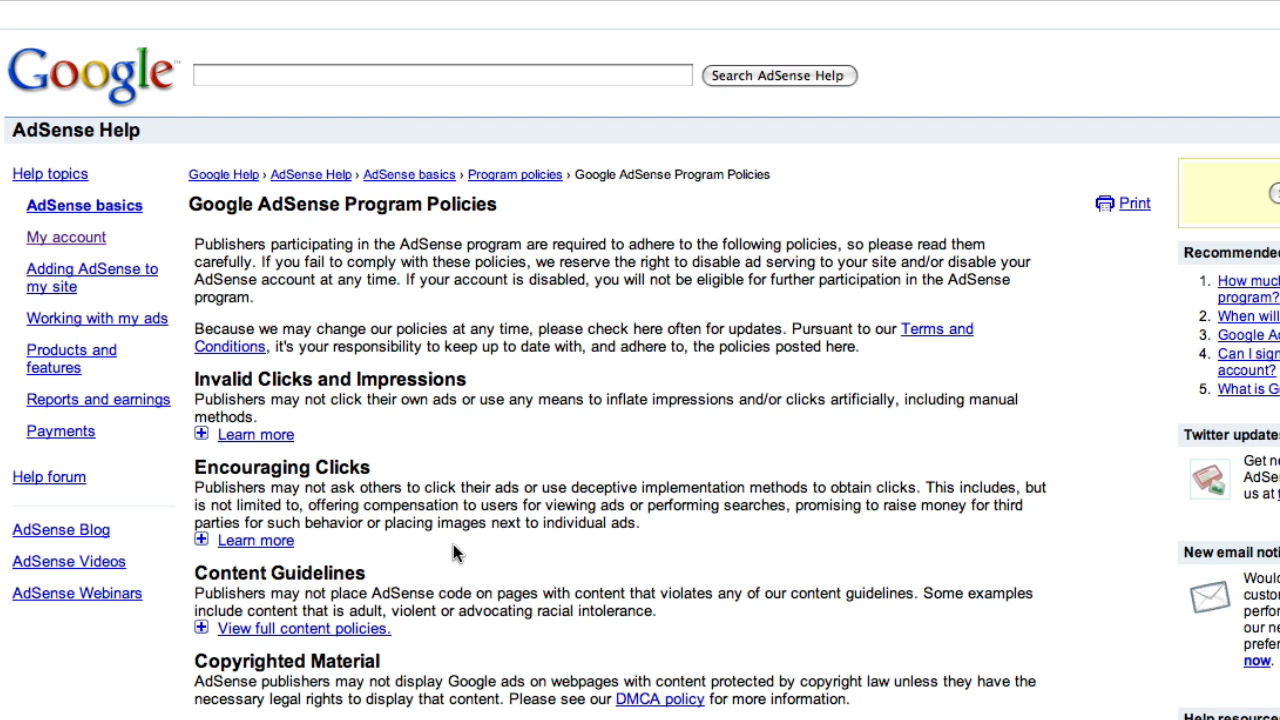 Google™
Search AdSense Help
AdSense Help
Help topics
AdSense basics
My account
Adding AdSense to
my site
Working with my ads
Products and
features
Reports and earnings
Payments
Help forum
AdSense Blog
AdSense Videos
AdSense Webinars
Google Help › AdSense Help › AdSense basics › Program policies › Google AdSense Program Policies
Google AdSense Program Policies
Print
Publishers participating in the AdSense program are required to adhere to the following policies, so please read them
carefully. If you fail to comply with these policies, we reserve the right to disable ad serving to your site and/or disable your
AdSense account at any time. If your account is disabled, you will not be eligible for further participation in the AdSense
program.
Because we may change our policies at any time, please check here often for updates. Pursuant to our Terms and
Conditions, it's your responsibility to keep up to date with, and adhere to, the policies posted here.
Invalid Clicks and Impressions
Publishers may not click their own ads or use any means to inflate impressions and/or clicks artificially, including manual
methods.
Learn more
Encouraging Clicks
Publishers may not ask others to click their ads or use deceptive implementation methods to obtain clicks. This includes, but
is not limited to, offering compensation to users for viewing ads or performing searches, promising to raise money for third
parties for such behavior or placing images next to individual ads.
Learn more
Content Guidelines
Publishers may not place AdSense code on pages with content that violates any of our content guidelines. Some examples
include content that is adult, violent or advocating racial intolerance.
View full content policies.
Copyrighted Material
AdSense publishers may not display Google ads on webpages with content protected by copyright law unless they have the
necessary legal rights to display that content. Please see our DMCA policy for more information.
Recommended
1. How much
program?
2. When will
3. Google A
4. Can I sign
account?
5. What is G
Twitter update
Get ne
AdSe
us at
New email noti
Would
custo
perfo
our ne
prefer
now.
Help resource